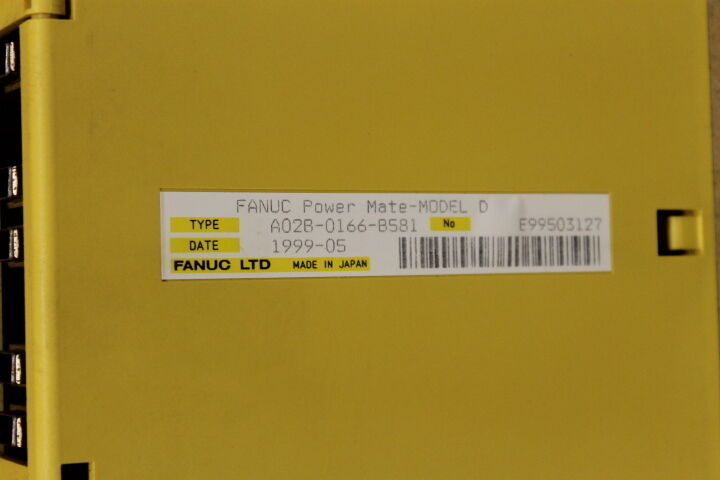 FANUC Power Mate-MODEL D
TYPE A02B-0166-B581 No E99503127
DATE 1999-05
FANUC LTD MADE IN JAPAN